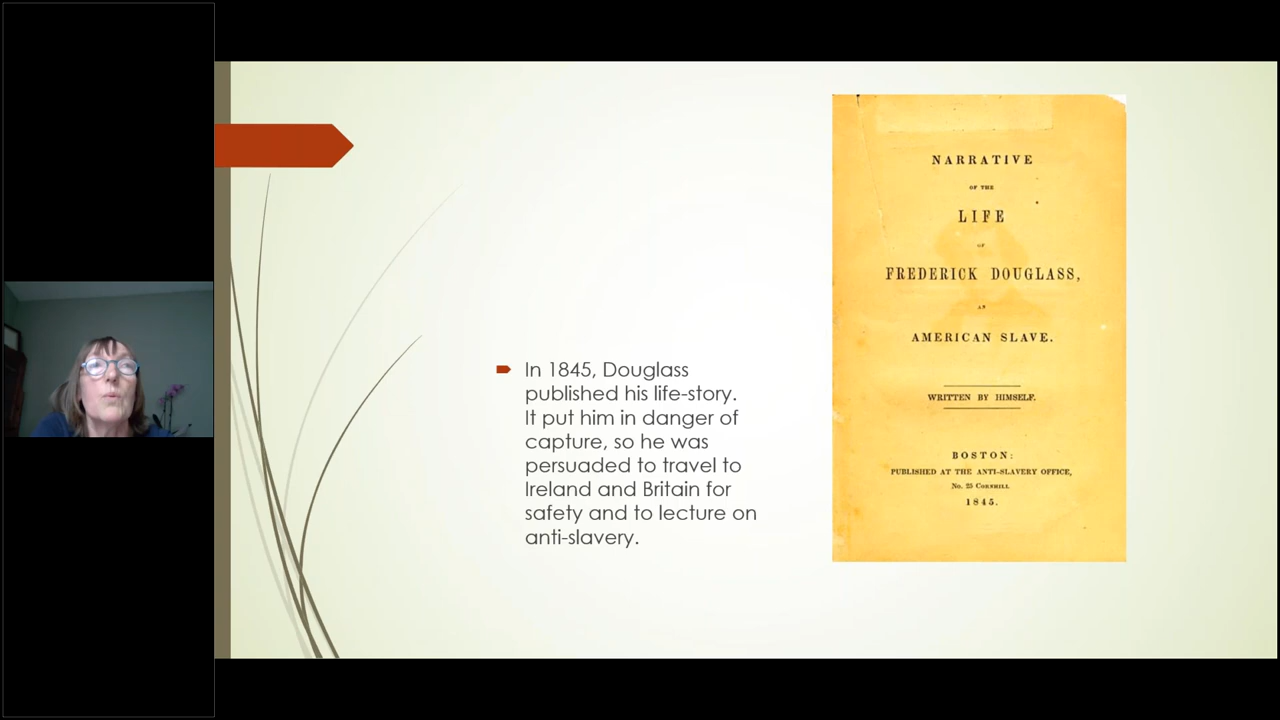 In 1845, Douglass
published his life-story.
It put him in danger of
capture, so he was
persuaded to travel to
Ireland and Britain for
safety and to lecture on
anti-slavery.
NARRATIVE
OF THE
LIFE
OF
FREDERICK DOUGLASS,
AN
AMERICAN SLAVE.
WRITTEN BY HIMSELF.
BOSTON:
PUBLISHED AT THE ANTI-SLAVERY OFFICE,
No. 25 CORNHILL
1845.